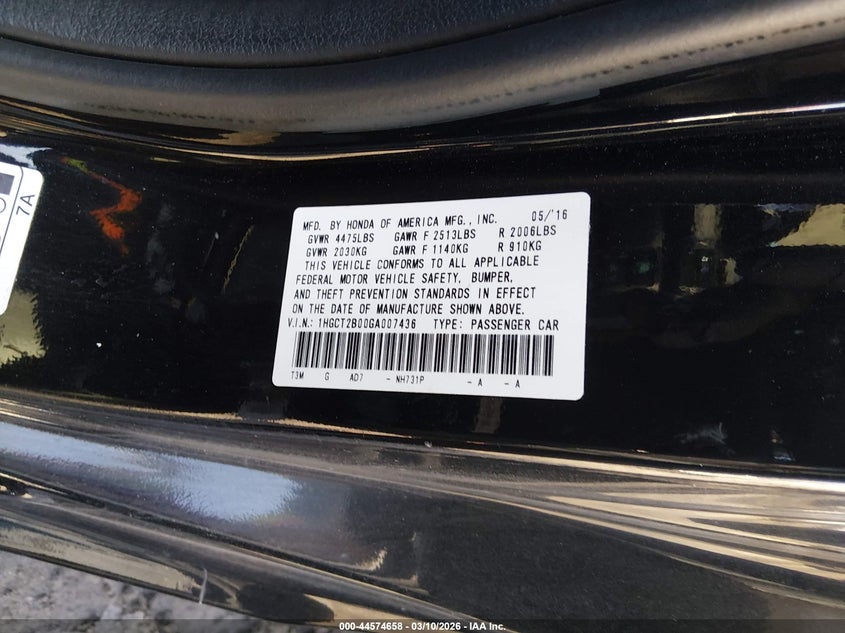 7A
MFD. BY HONDA OF AMERICA MFG., INC. 05/'16
GVWR 4475LBS GAWR F 2513LBS R 2006LBS
GVWR 2030KG GAWR F 1140KG R 910KG
THIS VEHICLE CONFORMS TO ALL APPLICABLE
FEDERAL MOTOR VEHICLE SAFETY, BUMPER,
AND THEFT PREVENTION STANDARDS IN EFFECT
ON THE DATE OF MANUFACTURE SHOWN ABOVE.
V.I.N.: 1HGCT2B00GA007436 TYPE: PASSENGER CAR
T3M G AD7 - NH731P - A - A
000-44574658 - 03/10/2026 - IAA Inc.